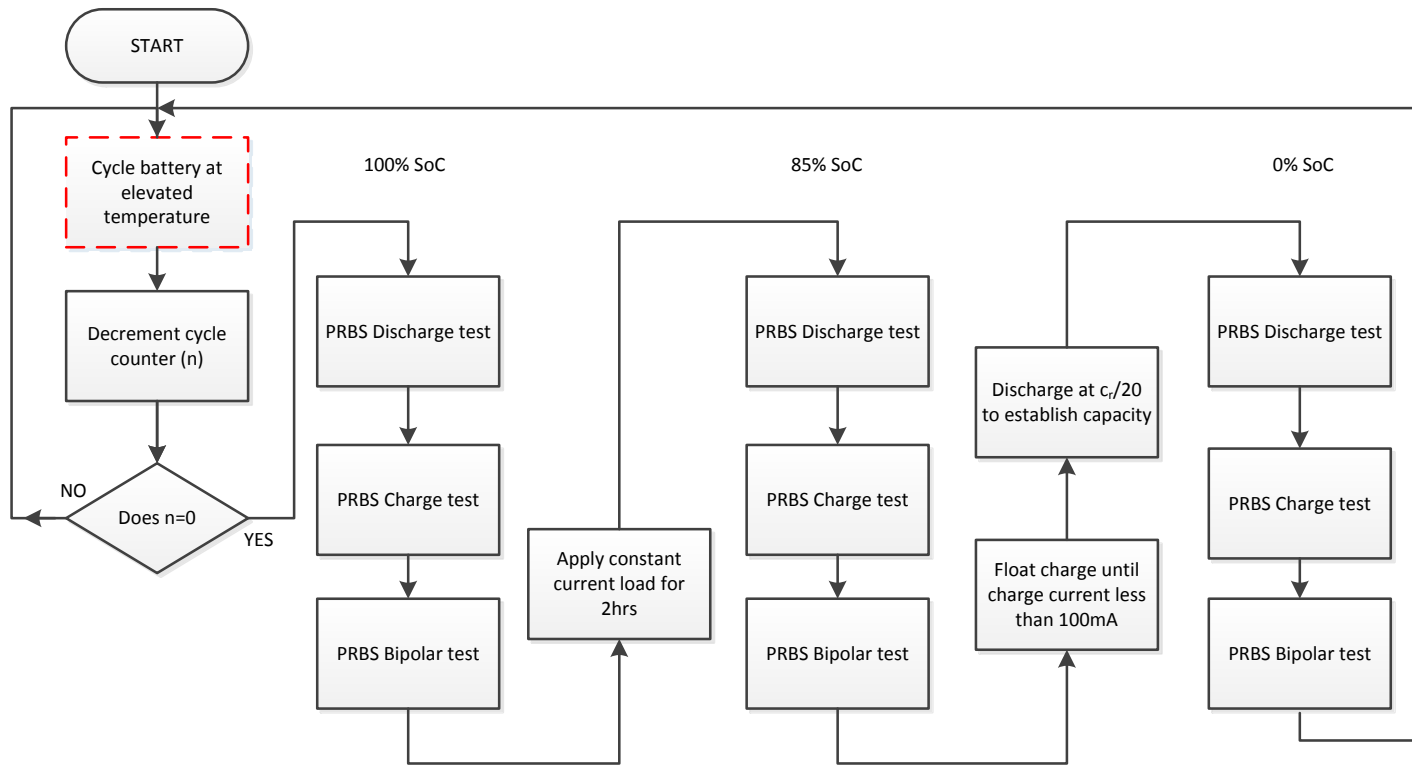 START
Cycle battery at
elevated
temperature
Decrement cycle
counter (n)
Does n=0
NO
YES
100% SoC
PRBS Discharge test
PRBS Charge test
PRBS Bipolar test
Apply constant
current load for
2hrs
85% SoC
PRBS Discharge test
PRBS Charge test
PRBS Bipolar test
Float charge until
charge current less
than 100mA
Discharge at cᵣ/20
to establish capacity
0% SoC
PRBS Discharge test
PRBS Charge test
PRBS Bipolar test